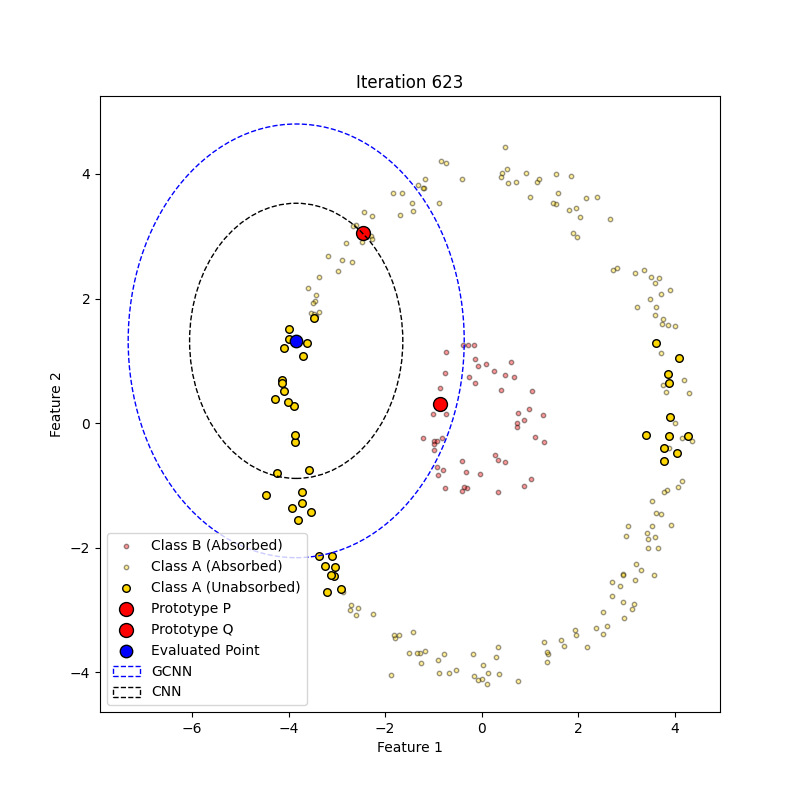 Iteration 623
Feature 2
4
2
0
−2
−4
Class B (Absorbed)
Class A (Absorbed)
Class A (Unabsorbed)
Prototype P
Prototype Q
Evaluated Point
GCNN
CNN
−6 −4 −2 0 2 4
Feature 1